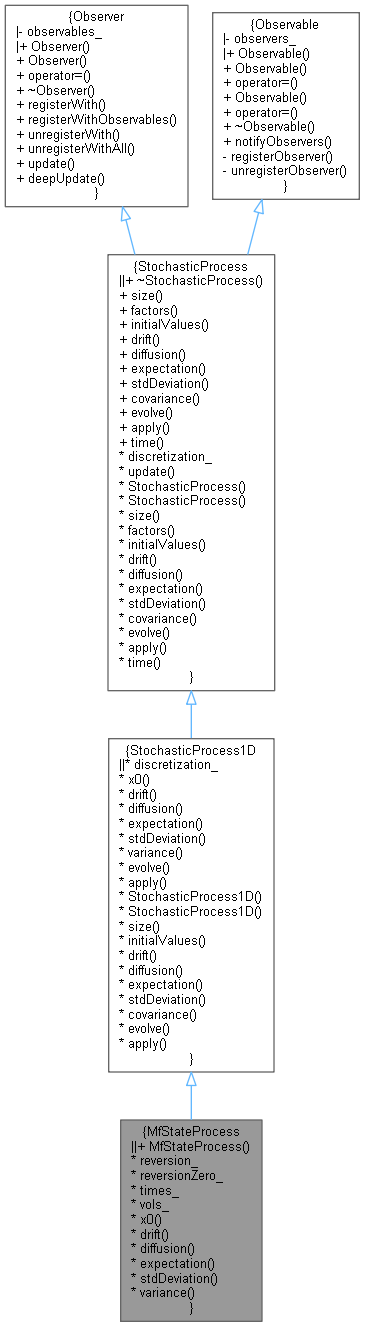 {Observer
|- observables_
|+ Observer()
+ Observer()
+ operator=()
+ ~Observer()
+ registerWith()
+ registerWithObservables()
+ unregisterWith()
+ unregisterWithAll()
+ update()
+ deepUpdate()
}
{Observable
|- observers_
|+ Observable()
+ Observable()
+ operator=()
+ Observable()
+ operator=()
+ ~Observable()
+ notifyObservers()
- registerObserver()
- unregisterObserver()
}
{StochasticProcess
||+ ~StochasticProcess()
+ size()
+ factors()
+ initialValues()
+ drift()
+ diffusion()
+ expectation()
+ stdDeviation()
+ covariance()
+ evolve()
+ apply()
+ time()
* discretization_
* update()
* StochasticProcess()
* StochasticProcess()
* size()
* factors()
* initialValues()
* drift()
* diffusion()
* expectation()
* stdDeviation()
* covariance()
* evolve()
* apply()
* time()
}
{StochasticProcess1D
||* discretization_
* x0()
* drift()
* diffusion()
* expectation()
* stdDeviation()
* variance()
* evolve()
* apply()
* StochasticProcess1D()
* StochasticProcess1D()
* size()
* initialValues()
* drift()
* diffusion()
* expectation()
* stdDeviation()
* covariance()
* evolve()
* apply()
}
{MfStateProcess
||+ MfStateProcess()
* reversion_
* reversionZero_
* times_
* vols_
* x0()
* drift()
* diffusion()
* expectation()
* stdDeviation()
* variance()
}